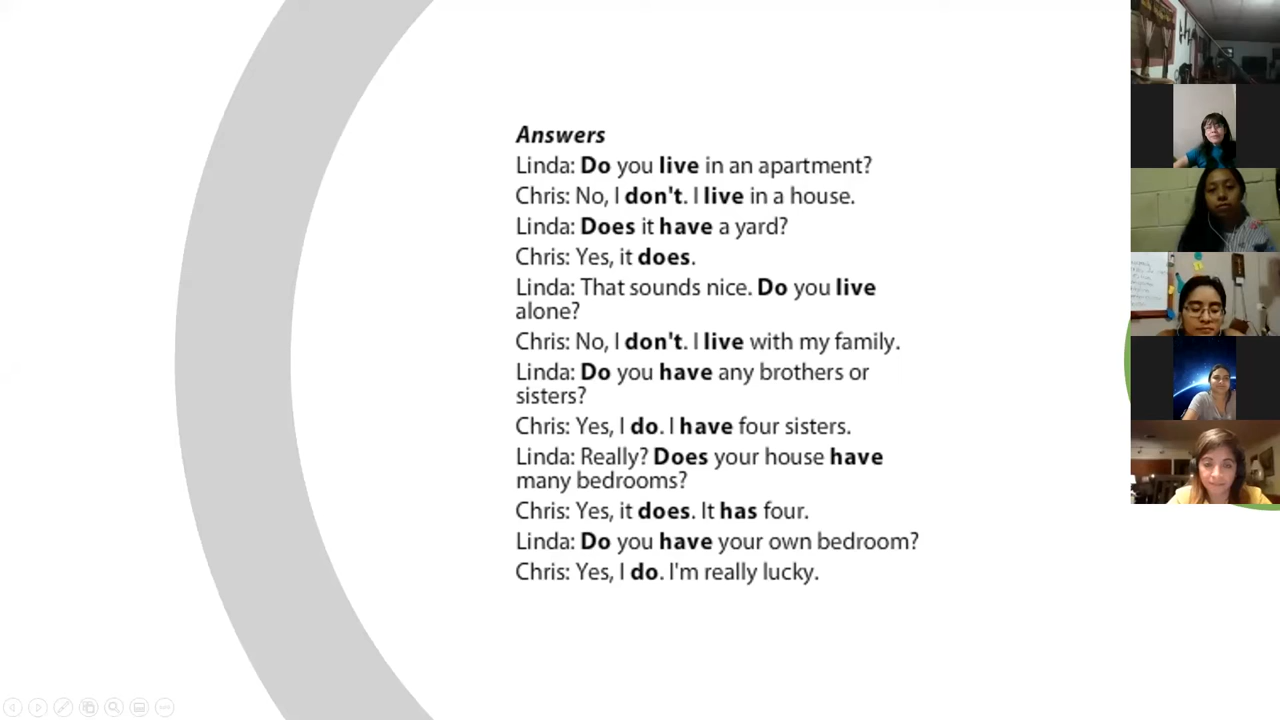 Answers
Linda: Do you live in an apartment?
Chris: No, I don't. I live in a house.
Linda: Does it have a yard?
Chris: Yes, it does.
Linda: That sounds nice. Do you live
alone?
Chris: No, I don't. I live with my family.
Linda: Do you have any brothers or
sisters?
Chris: Yes, I do. I have four sisters.
Linda: Really? Does your house have
many bedrooms?
Chris: Yes, it does. It has four.
Linda: Do you have your own bedroom?
Chris: Yes, I do. I'm really lucky.